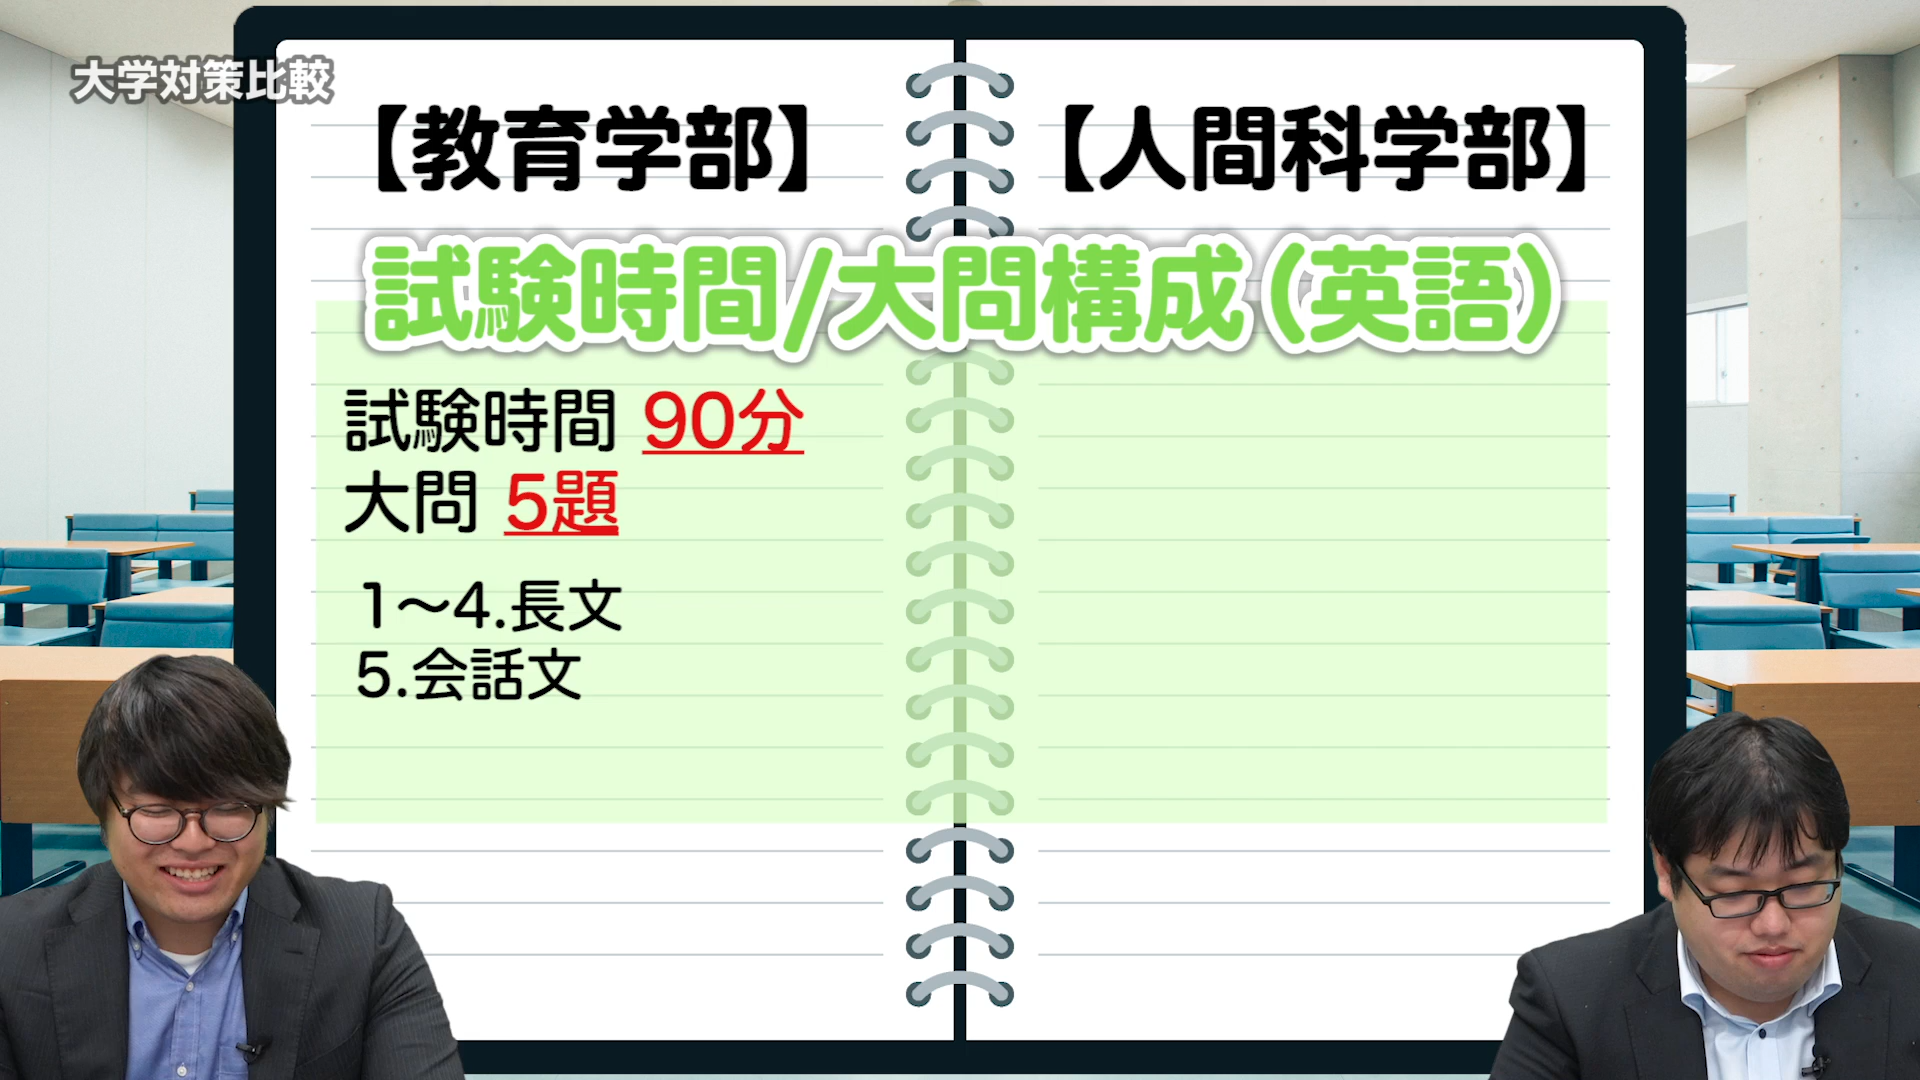 大学対策比較
【教育学部】
【人間科学部】
試験時間/大問構成(英語)
試験時間 90分
大問 5題
1〜4.長文
5.会話文